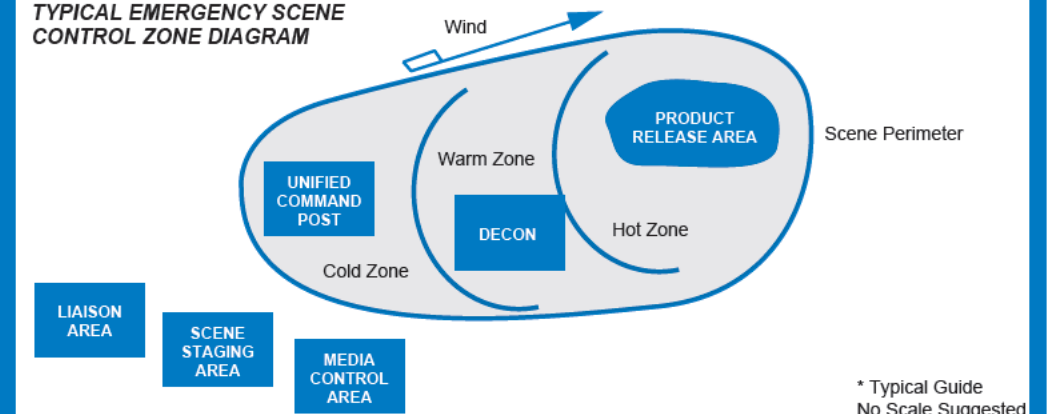 TYPICAL EMERGENCY SCENE
CONTROL ZONE DIAGRAM
Wind
PRODUCT
RELEASE AREA
Scene Perimeter
Warm Zone
UNIFIED
COMMAND
POST
DECON
Hot Zone
Cold Zone
LIAISON
AREA
SCENE
STAGING
AREA
MEDIA
CONTROL
AREA
* Typical Guide
No Scale Suggested